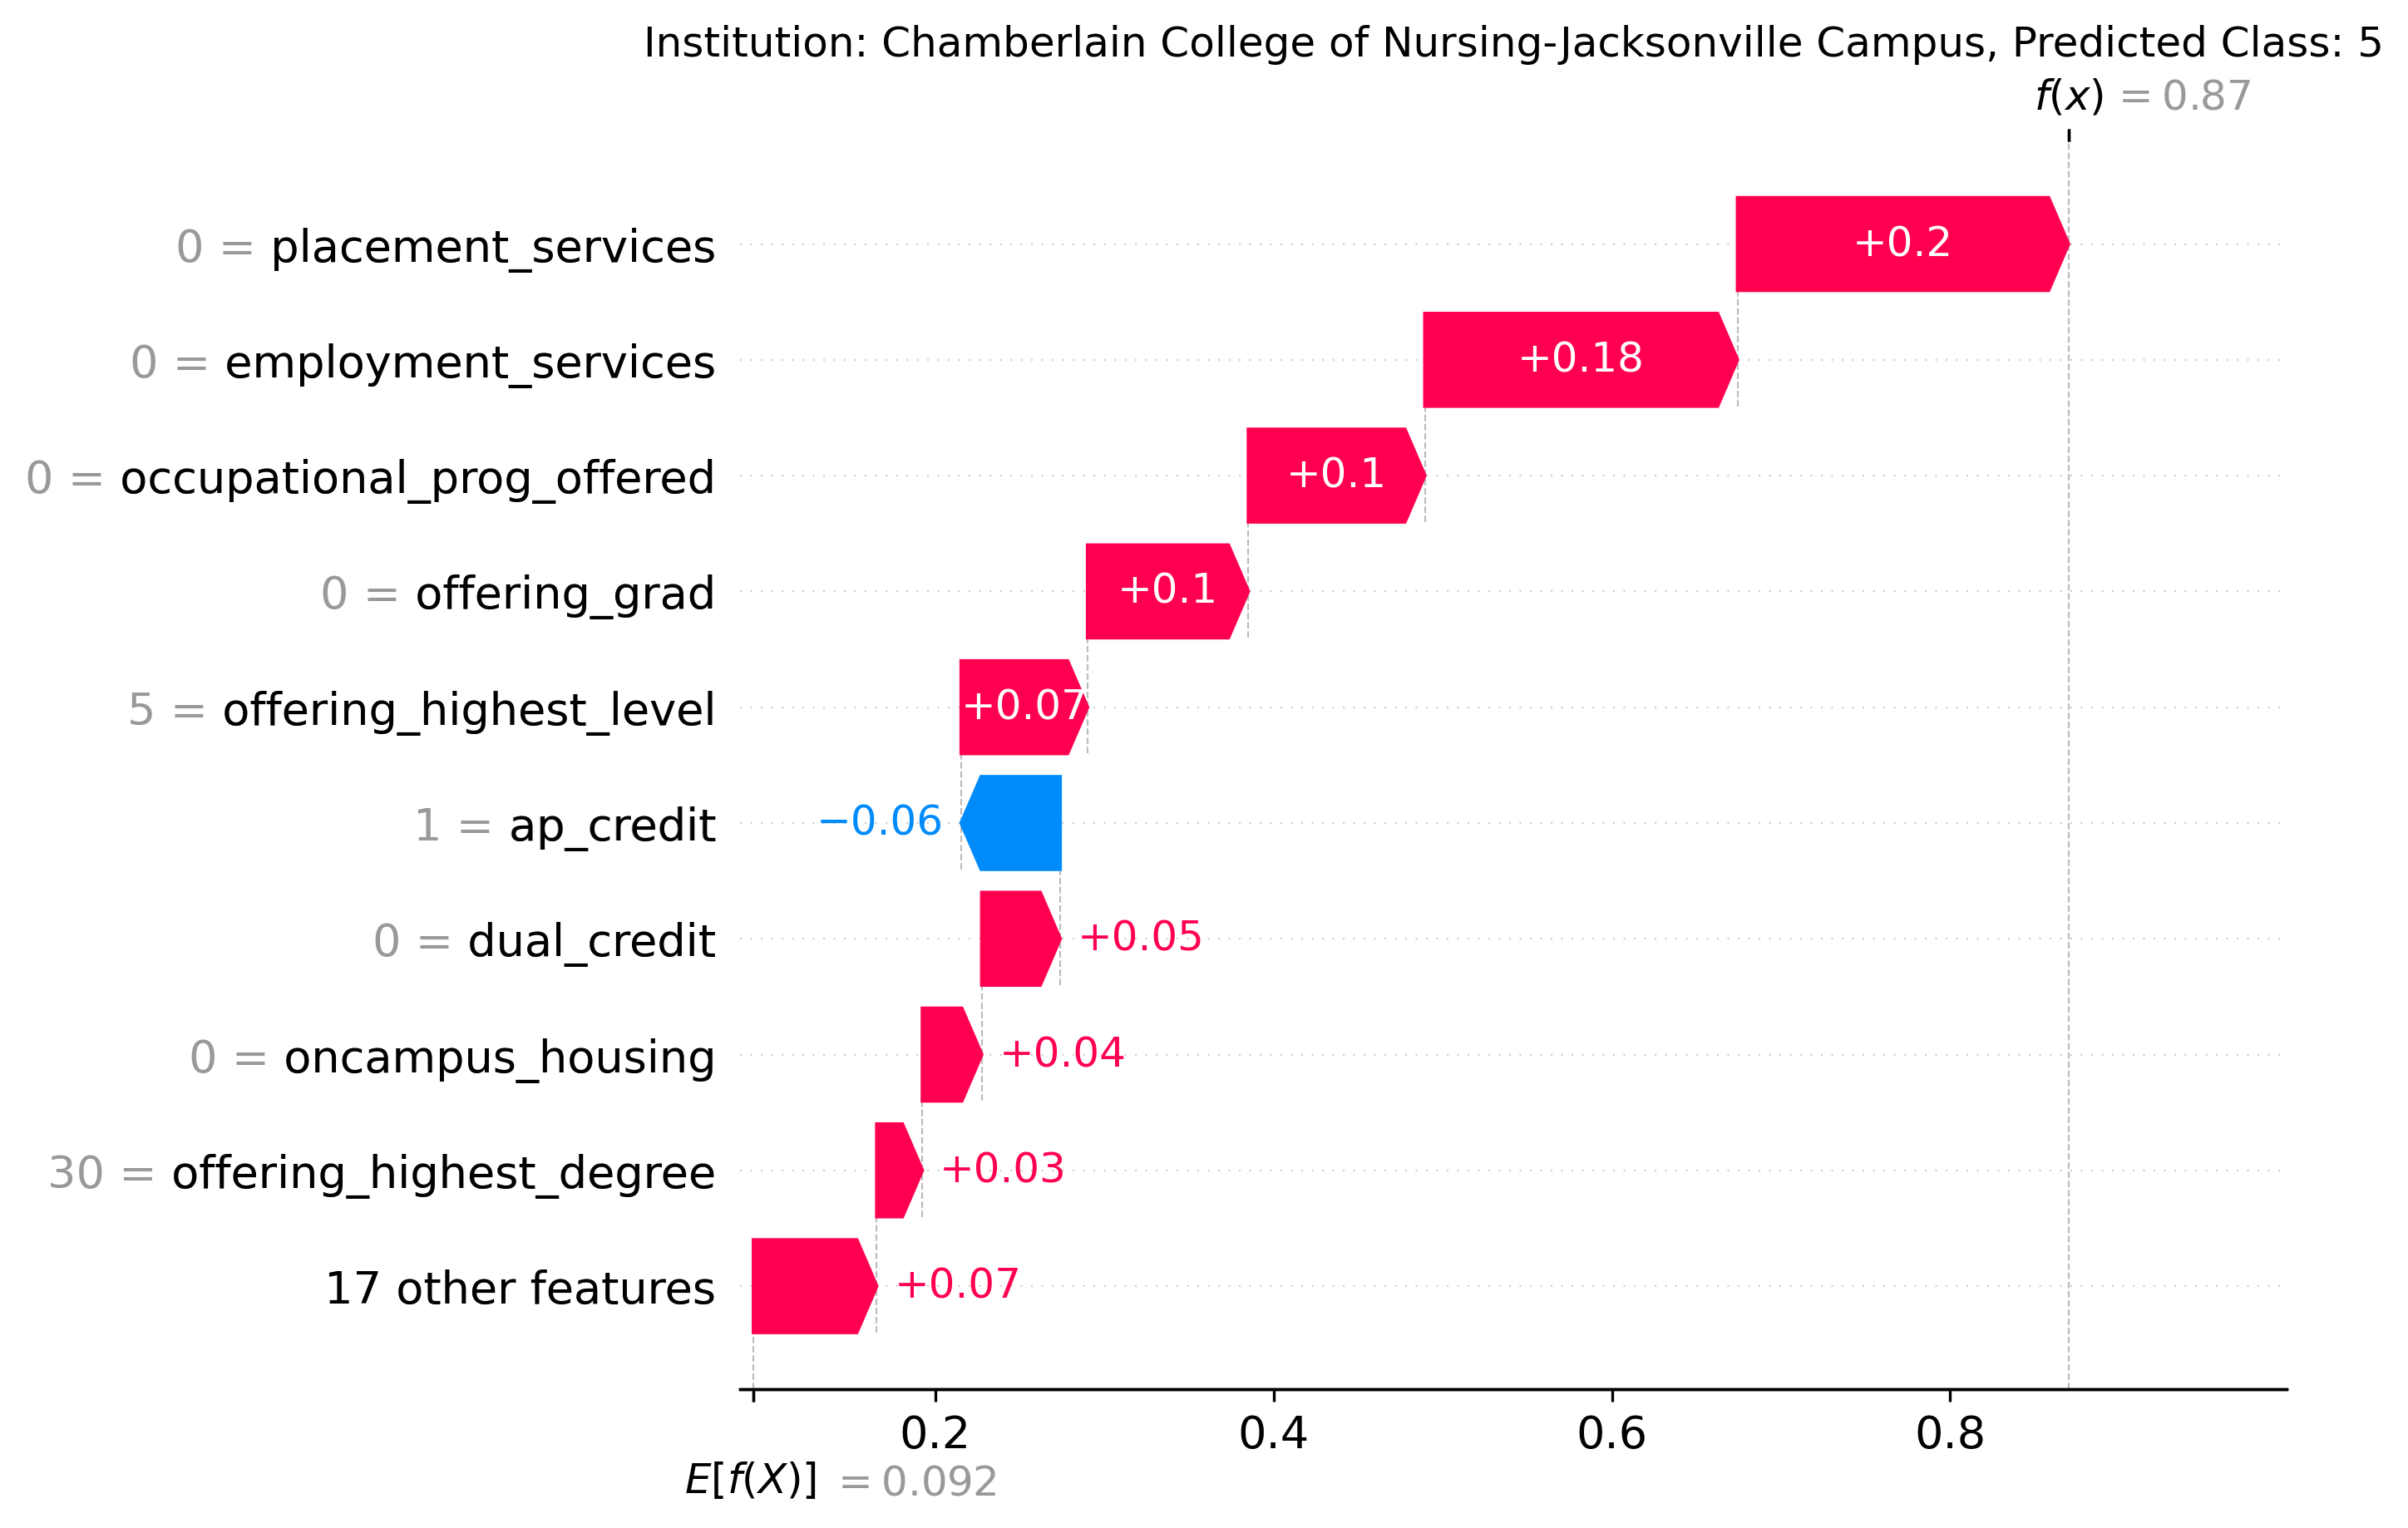 Institution: Chamberlain College of Nursing-Jacksonville Campus, Predicted Class: 5
f(x) = 0.87
0 = placement_services +0.2
0 = employment_services +0.18
0 = occupational_prog_offered +0.1
0 = offering_grad +0.1
5 = offering_highest_level +0.07
1 = ap_credit −0.06
0 = dual_credit +0.05
0 = oncampus_housing +0.04
30 = offering_highest_degree +0.03
17 other features +0.07
0.2 0.4 0.6 0.8
E[f(X)] = 0.092